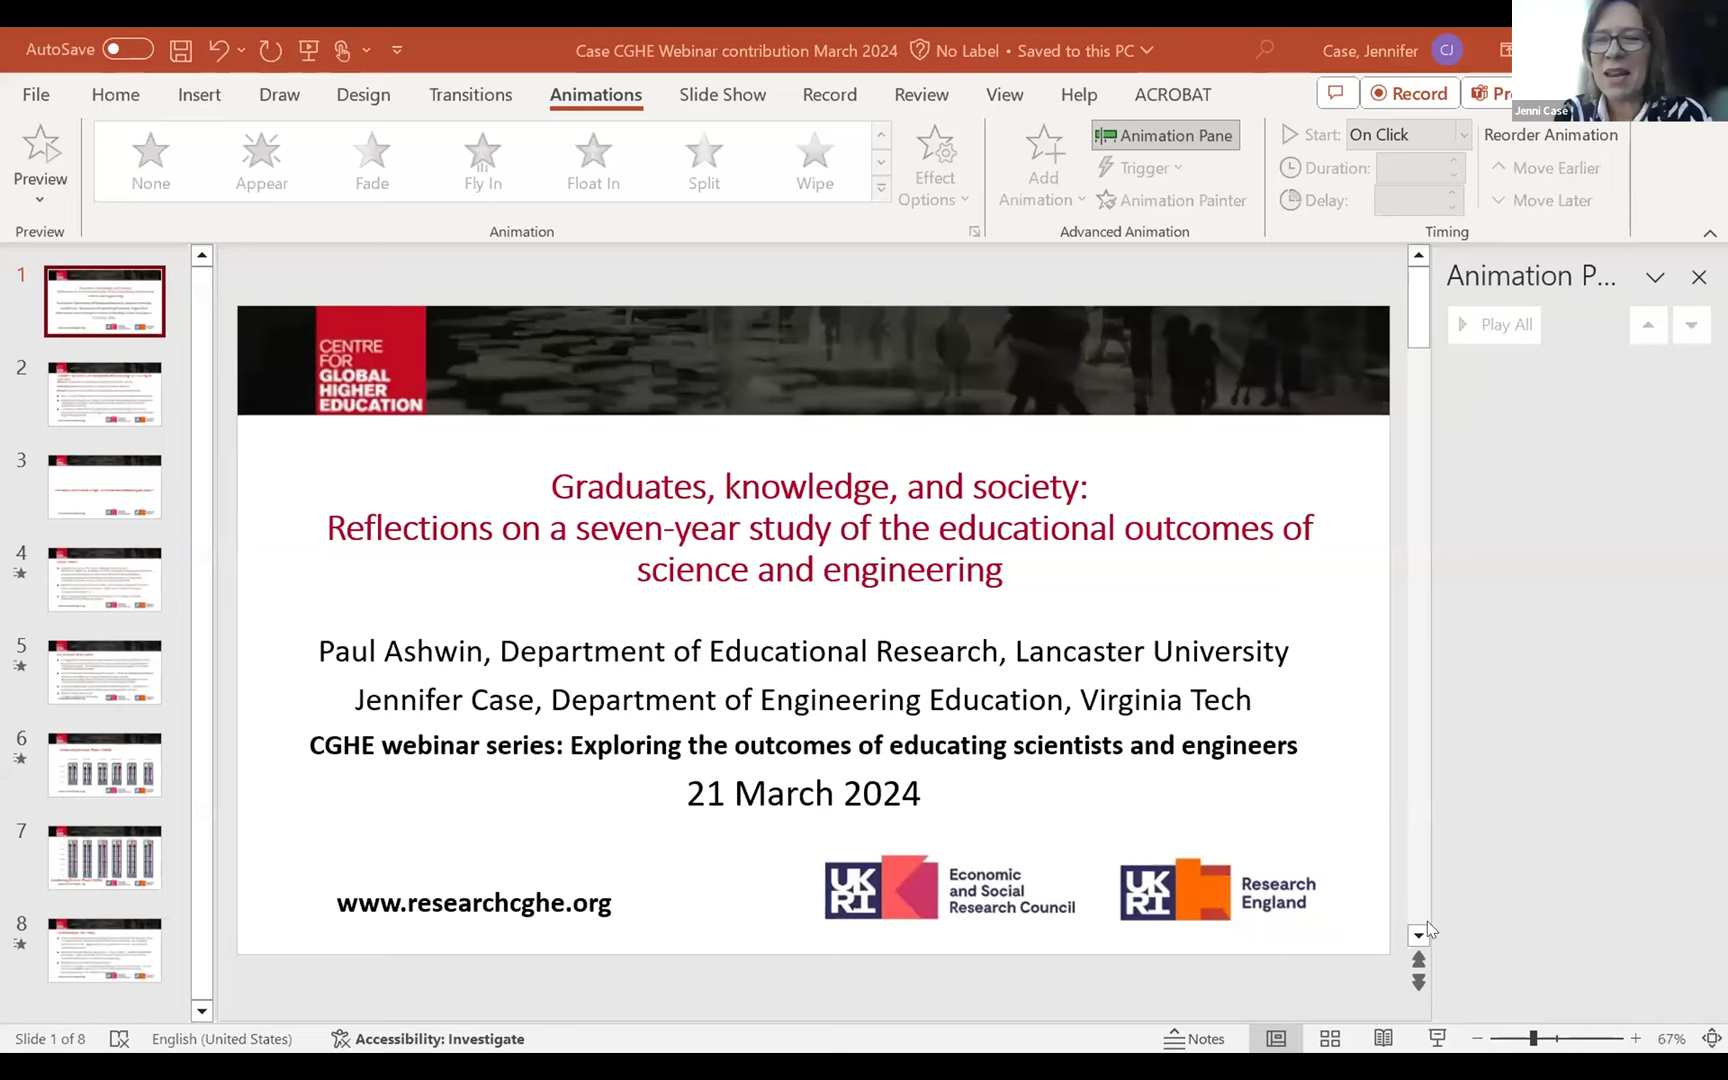 AutoSave
Case CGHE Webinar contribution March 2024
No Label • Saved to this PC
Case, Jennifer
CJ
Jenni Case
File
Home
Insert
Draw
Design
Transitions
Animations
Slide Show
Record
Review
View
Help
ACROBAT
Record
Preview
None
Appear
Fade
Fly In
Float In
Split
Wipe
Effect
Options
Add
Animation
Animation Pane
Trigger
Animation Painter
Start:
On Click
Duration:
Delay:
Reorder Animation
Move Earlier
Move Later
Preview
Animation
Advanced Animation
Timing
1
2
3
4
5
6
7
8
CENTRE
FOR
GLOBAL
HIGHER
EDUCATION
Graduates, knowledge, and society:
Reflections on a seven-year study of the educational outcomes of
science and engineering
Paul Ashwin, Department of Educational Research, Lancaster University
Jennifer Case, Department of Engineering Education, Virginia Tech
CGHE webinar series: Exploring the outcomes of educating scientists and engineers
21 March 2024
www.researchcghe.org
UK
RI
Economic
and Social
Research Council
UK
RI
Research
England
Animation P...
Play All
Slide 1 of 8
English (United States)
Accessibility: Investigate
Notes
67%